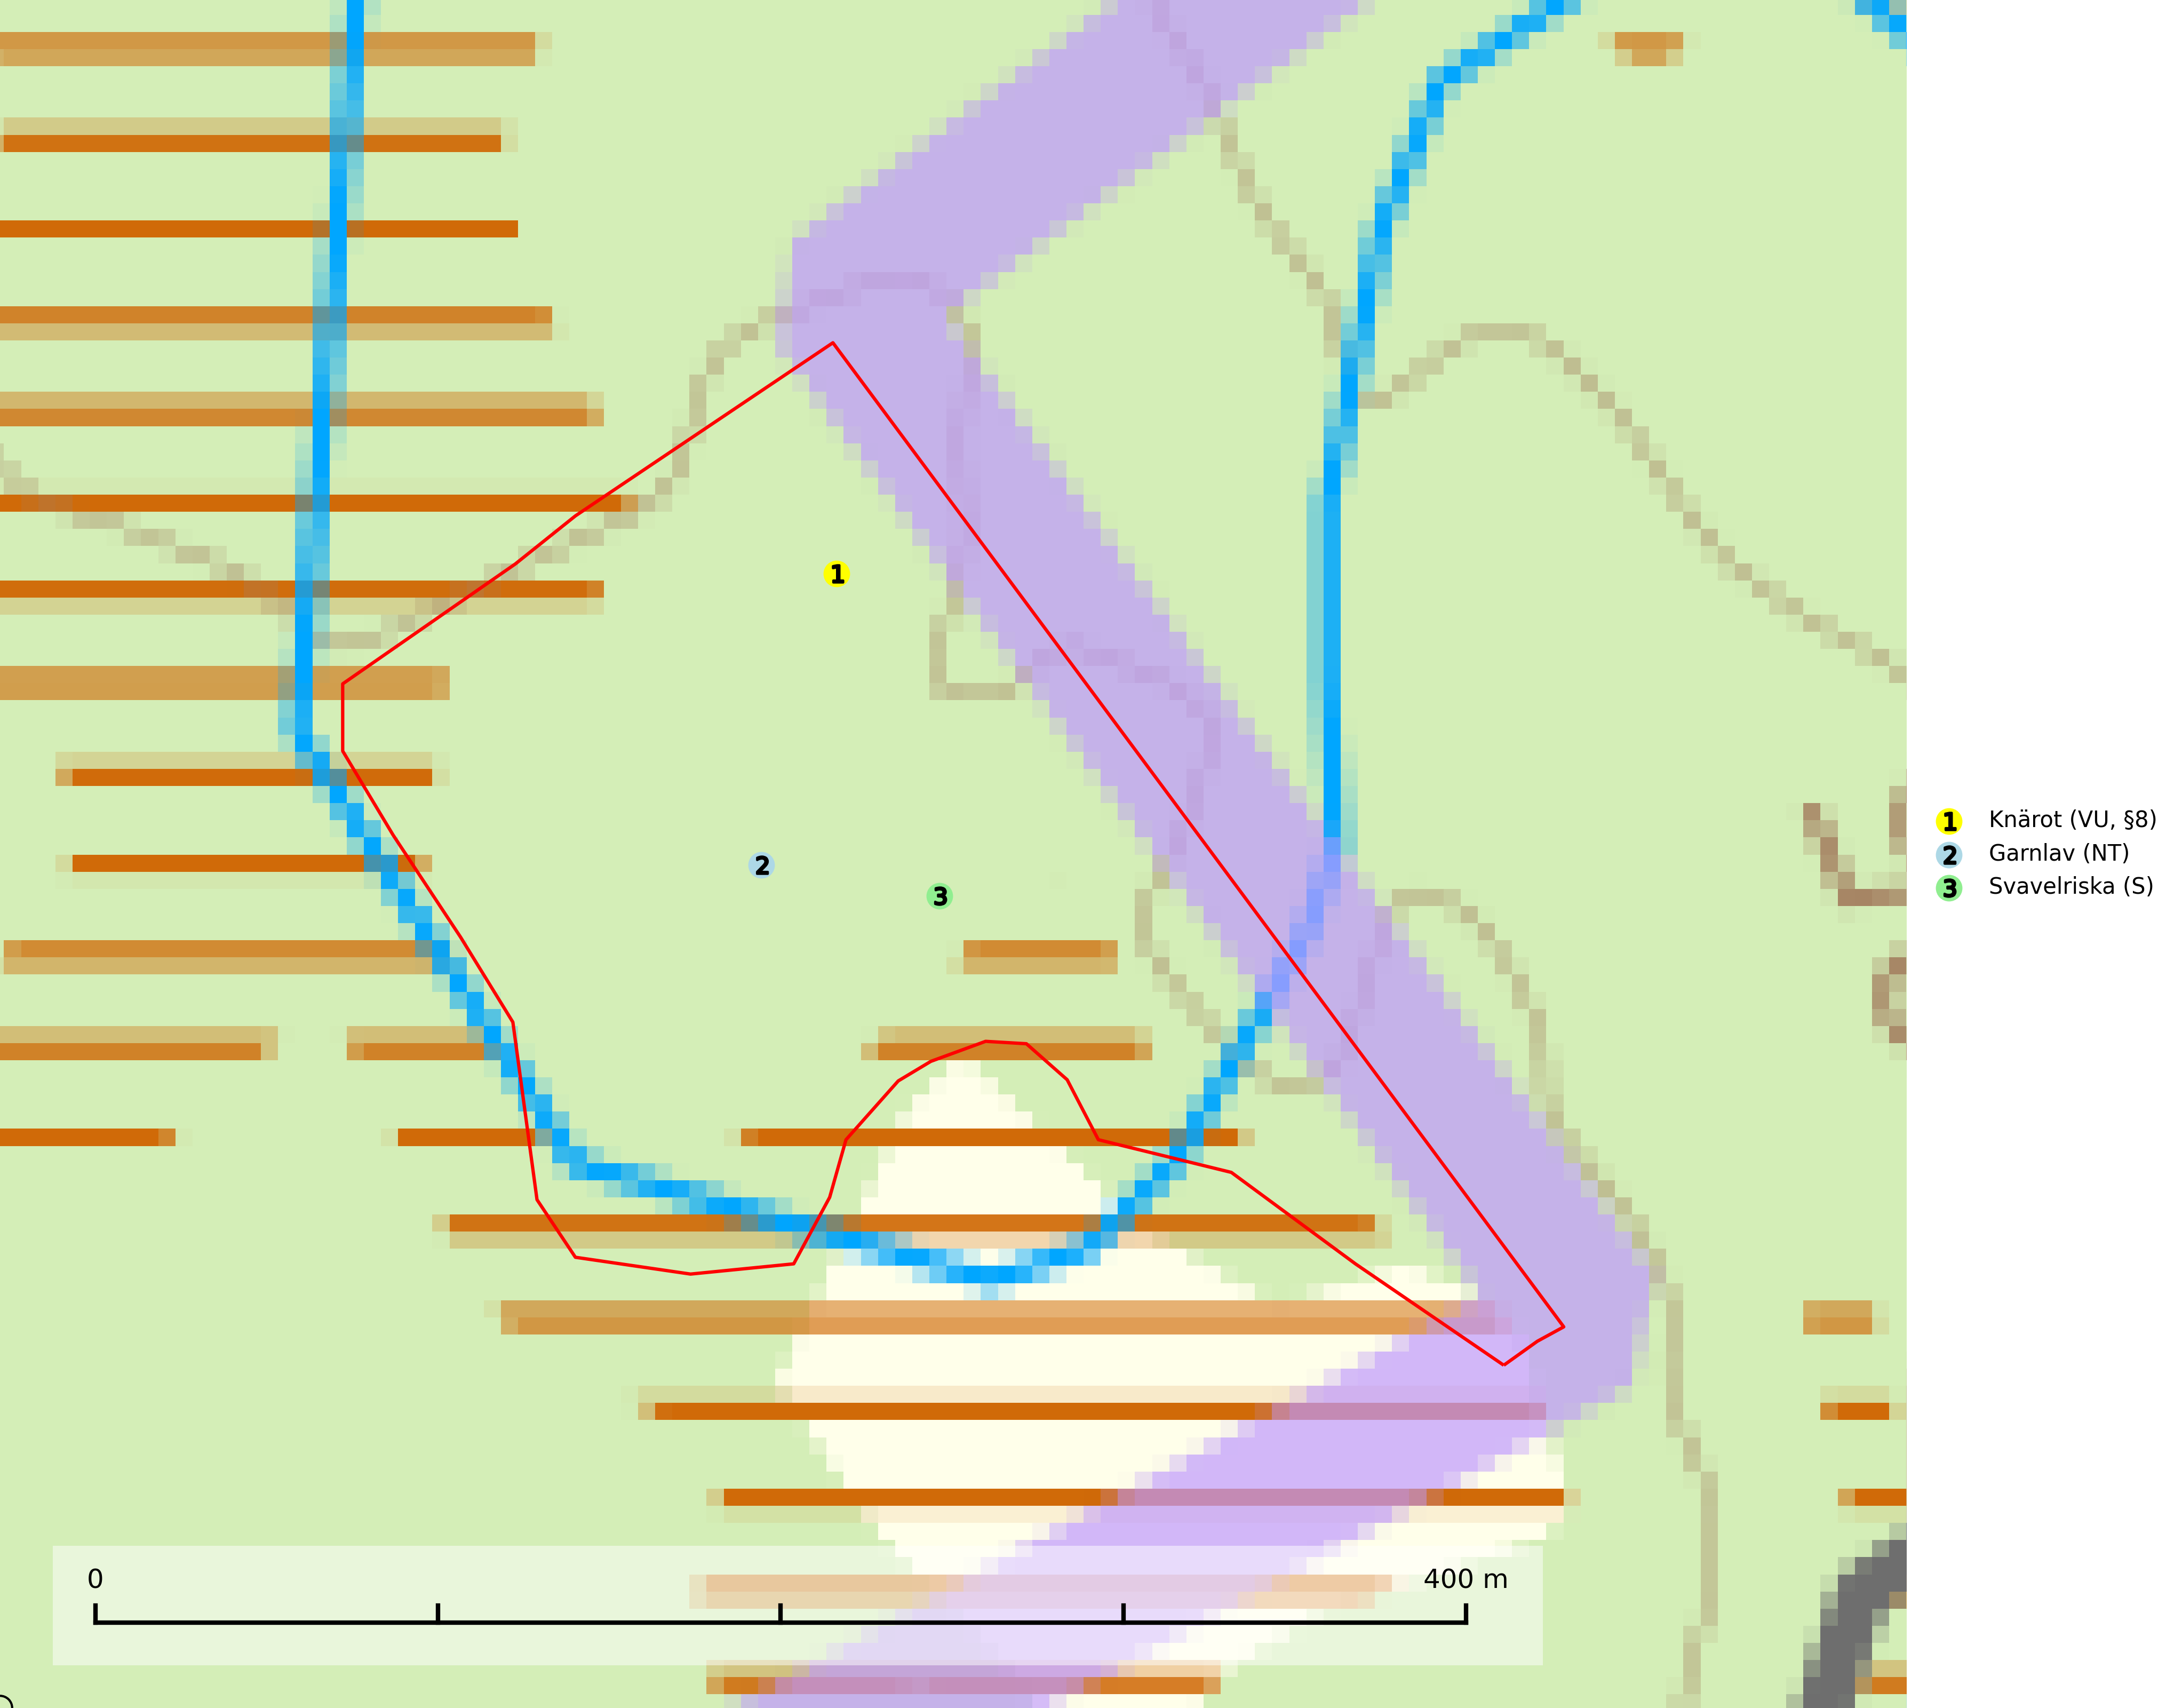 1
2
3
1 Knärot (VU, §8)
2 Garnlav (NT)
3 Svavelriska (S)
0 400 m